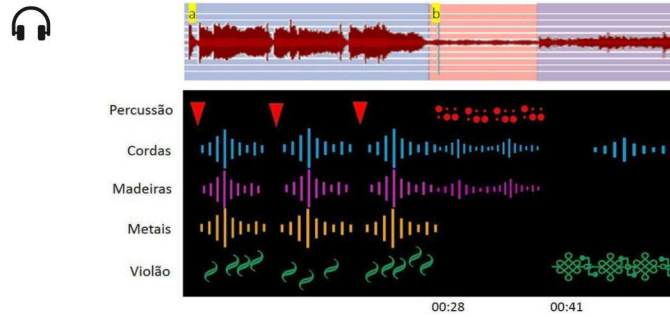 a
b
Percussão
Cordas
Madeiras
Metais
Violão
00:28
00:41